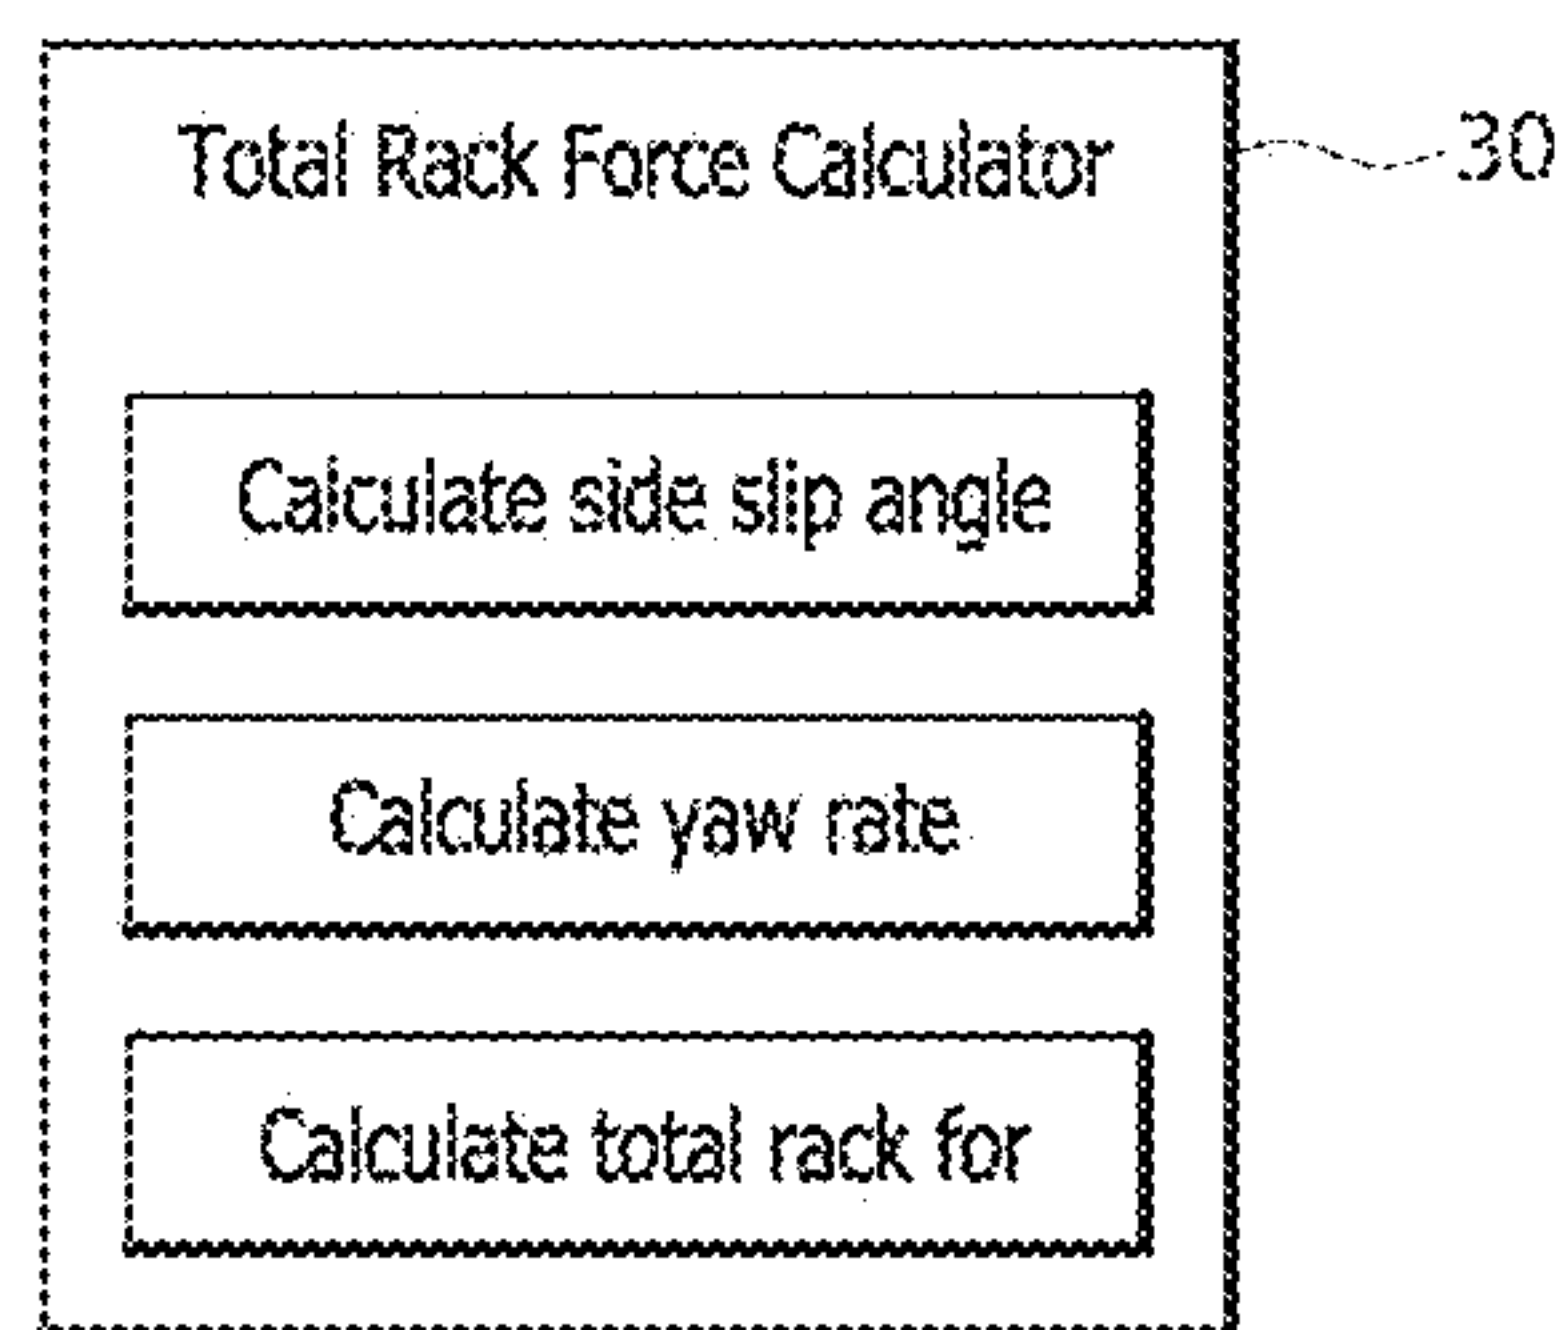 Total Rack Force Calculator
30
Calculate side slip angle
Calculate yaw rate
Calculate total rack for